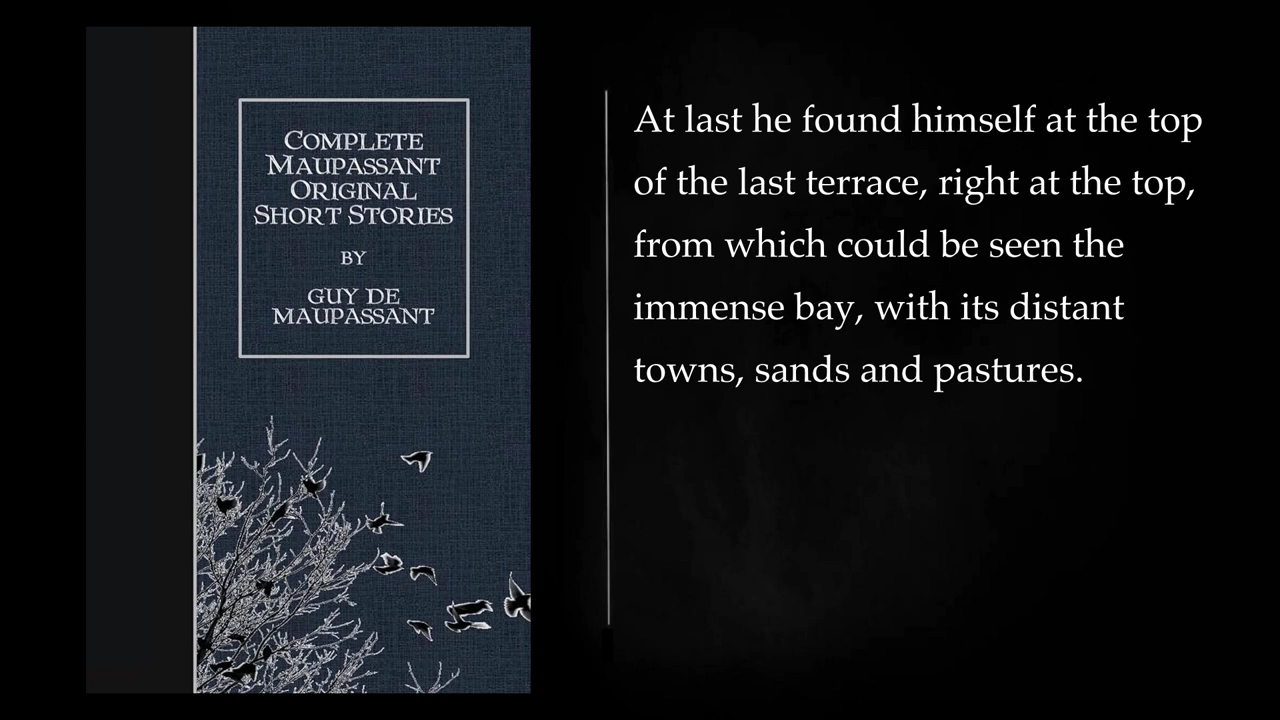 COMPLETE
MAUPASSANT
ORIGINAL
SHORT STORIES
BY
GUY DE
MAUPASSANT
At last he found himself at the top
of the last terrace, right at the top,
from which could be seen the
immense bay, with its distant
towns, sands and pastures.